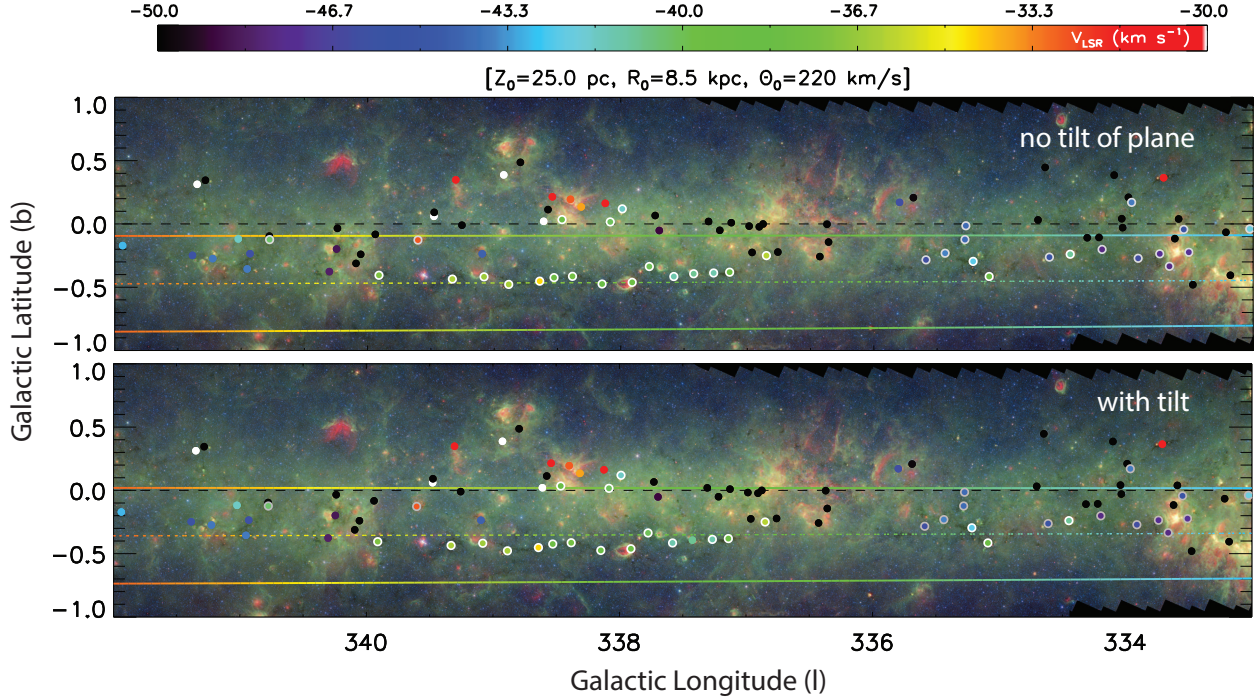 −50.0 −46.7 −43.3 −40.0 −36.7 −33.5 −30.0
V_LSR (km s⁻¹)
[Z₀=25.0 pc, R₀=8.5 kpc, Θ₀=220 km/s]
1.0
no tilt of plane
0.5
0.0
−0.5
−1.0
1.0
with tilt
0.5
0.0
−0.5
−1.0
Galactic Latitude (b)
340 338 336 334
Galactic Longitude (l)